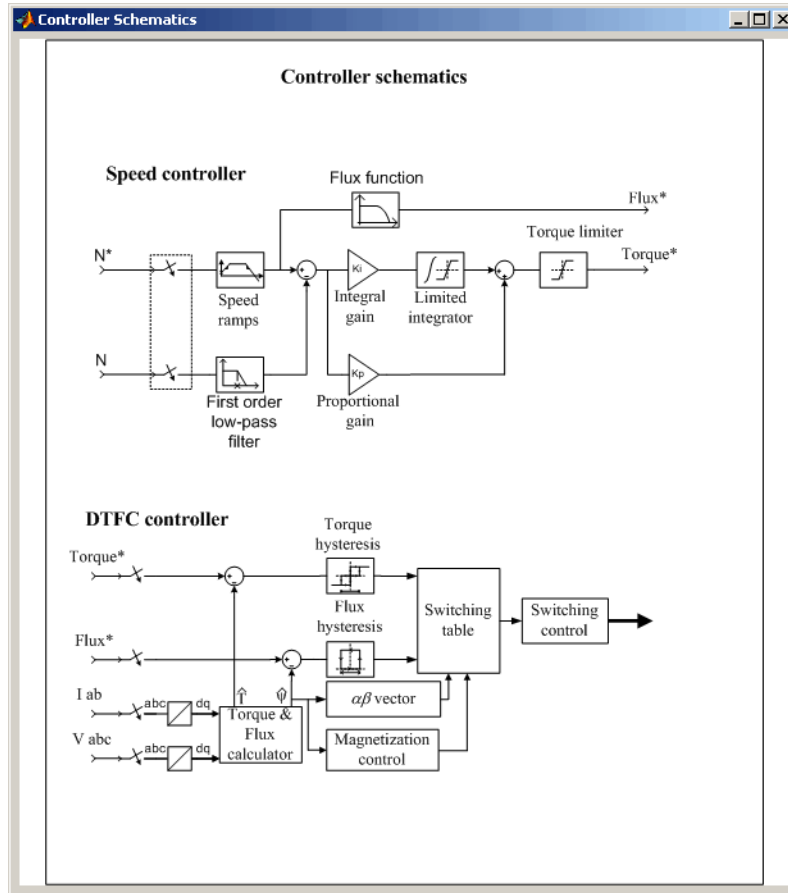 Controller Schematics
Controller schematics
Speed controller
Flux function
Flux*
Torque limiter
N*
Torque*
Ki
Speed
ramps
Integral
gain
Limited
integrator
N
Kp
First order
low-pass
filter
Proportional
gain
DTFC controller
Torque
hysteresis
Torque*
Flux
hysteresis
Switching
table
Switching
control
Flux*
I ab
abc
dq
T̂
ψ̂
αβ vector
Torque &
Flux
calculator
V abc
abc
dq
Magnetization
control